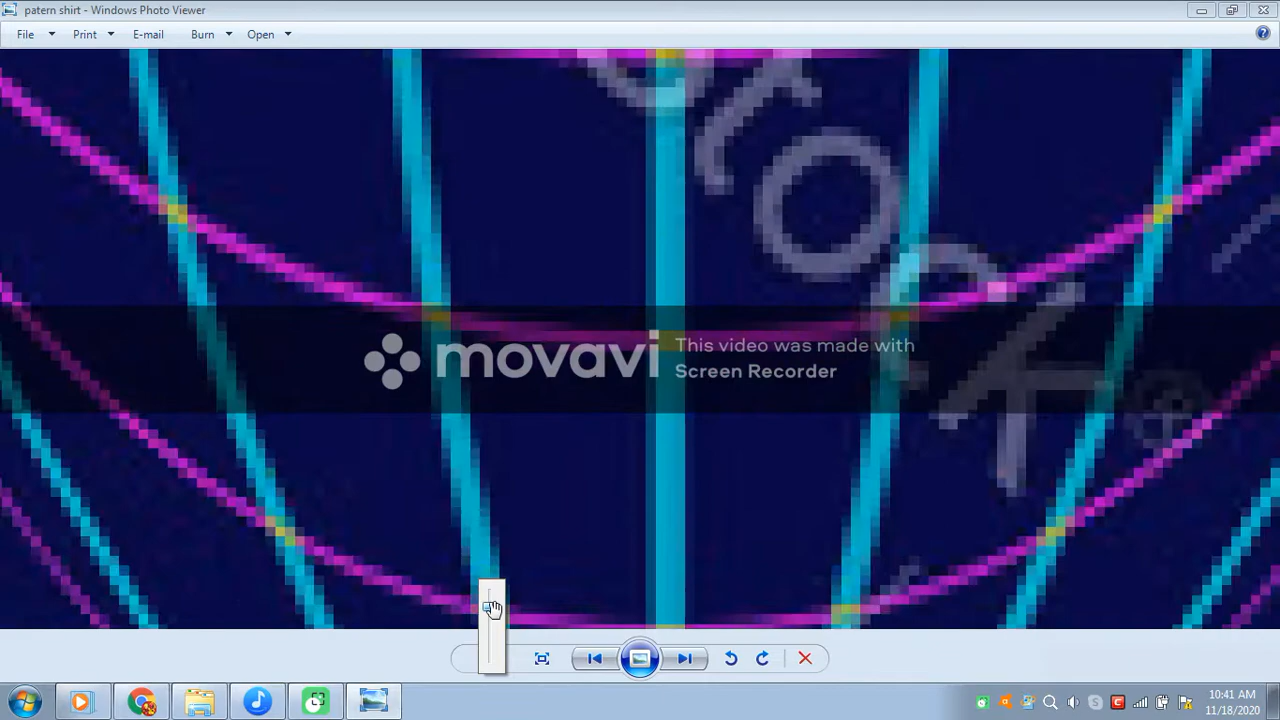 patern shirt - Windows Photo Viewer
File Print E-mail Burn Open
movavi This video was made with
Screen Recorder
10:41 AM
11/18/2020